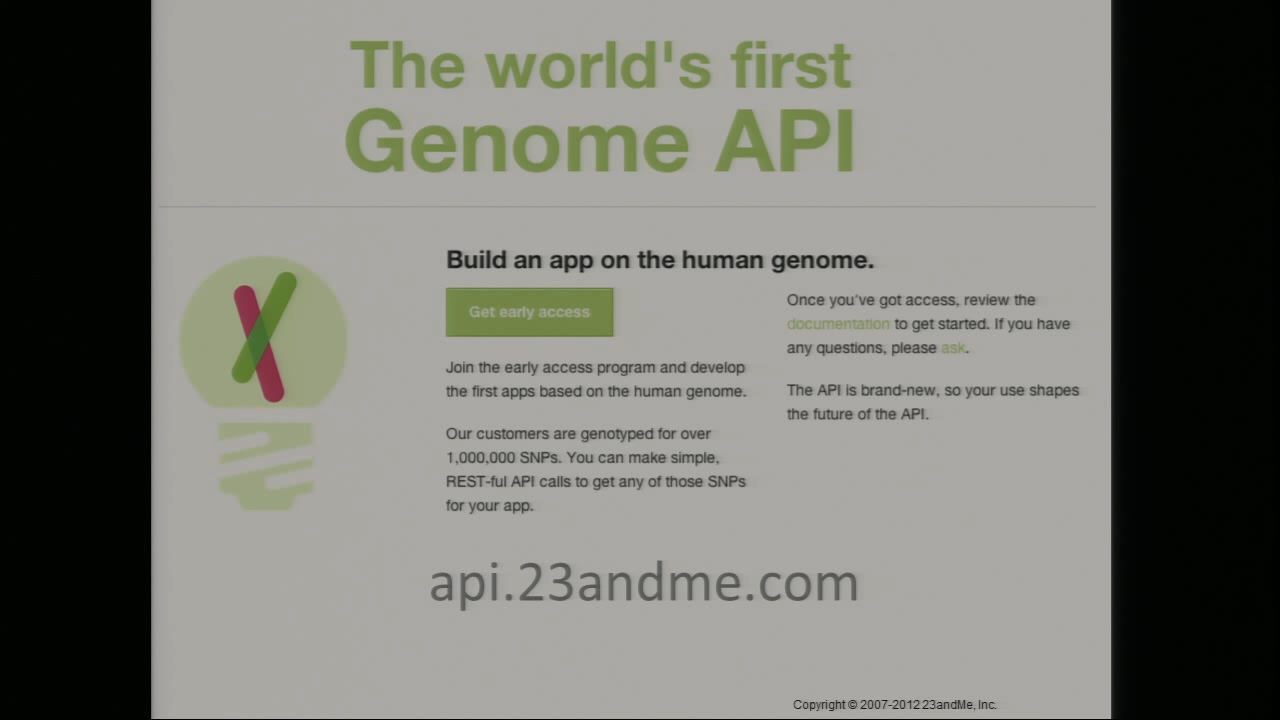 The world's first
Genome API
Build an app on the human genome.
Get early access
Join the early access program and develop
the first apps based on the human genome.
Our customers are genotyped for over
1,000,000 SNPs. You can make simple,
REST-ful API calls to get any of those SNPs
for your app.
Once you've got access, review the
documentation to get started. If you have
any questions, please ask.
The API is brand-new, so your use shapes
the future of the API.
api.23andme.com
Copyright © 2007-2012 23andMe, Inc.